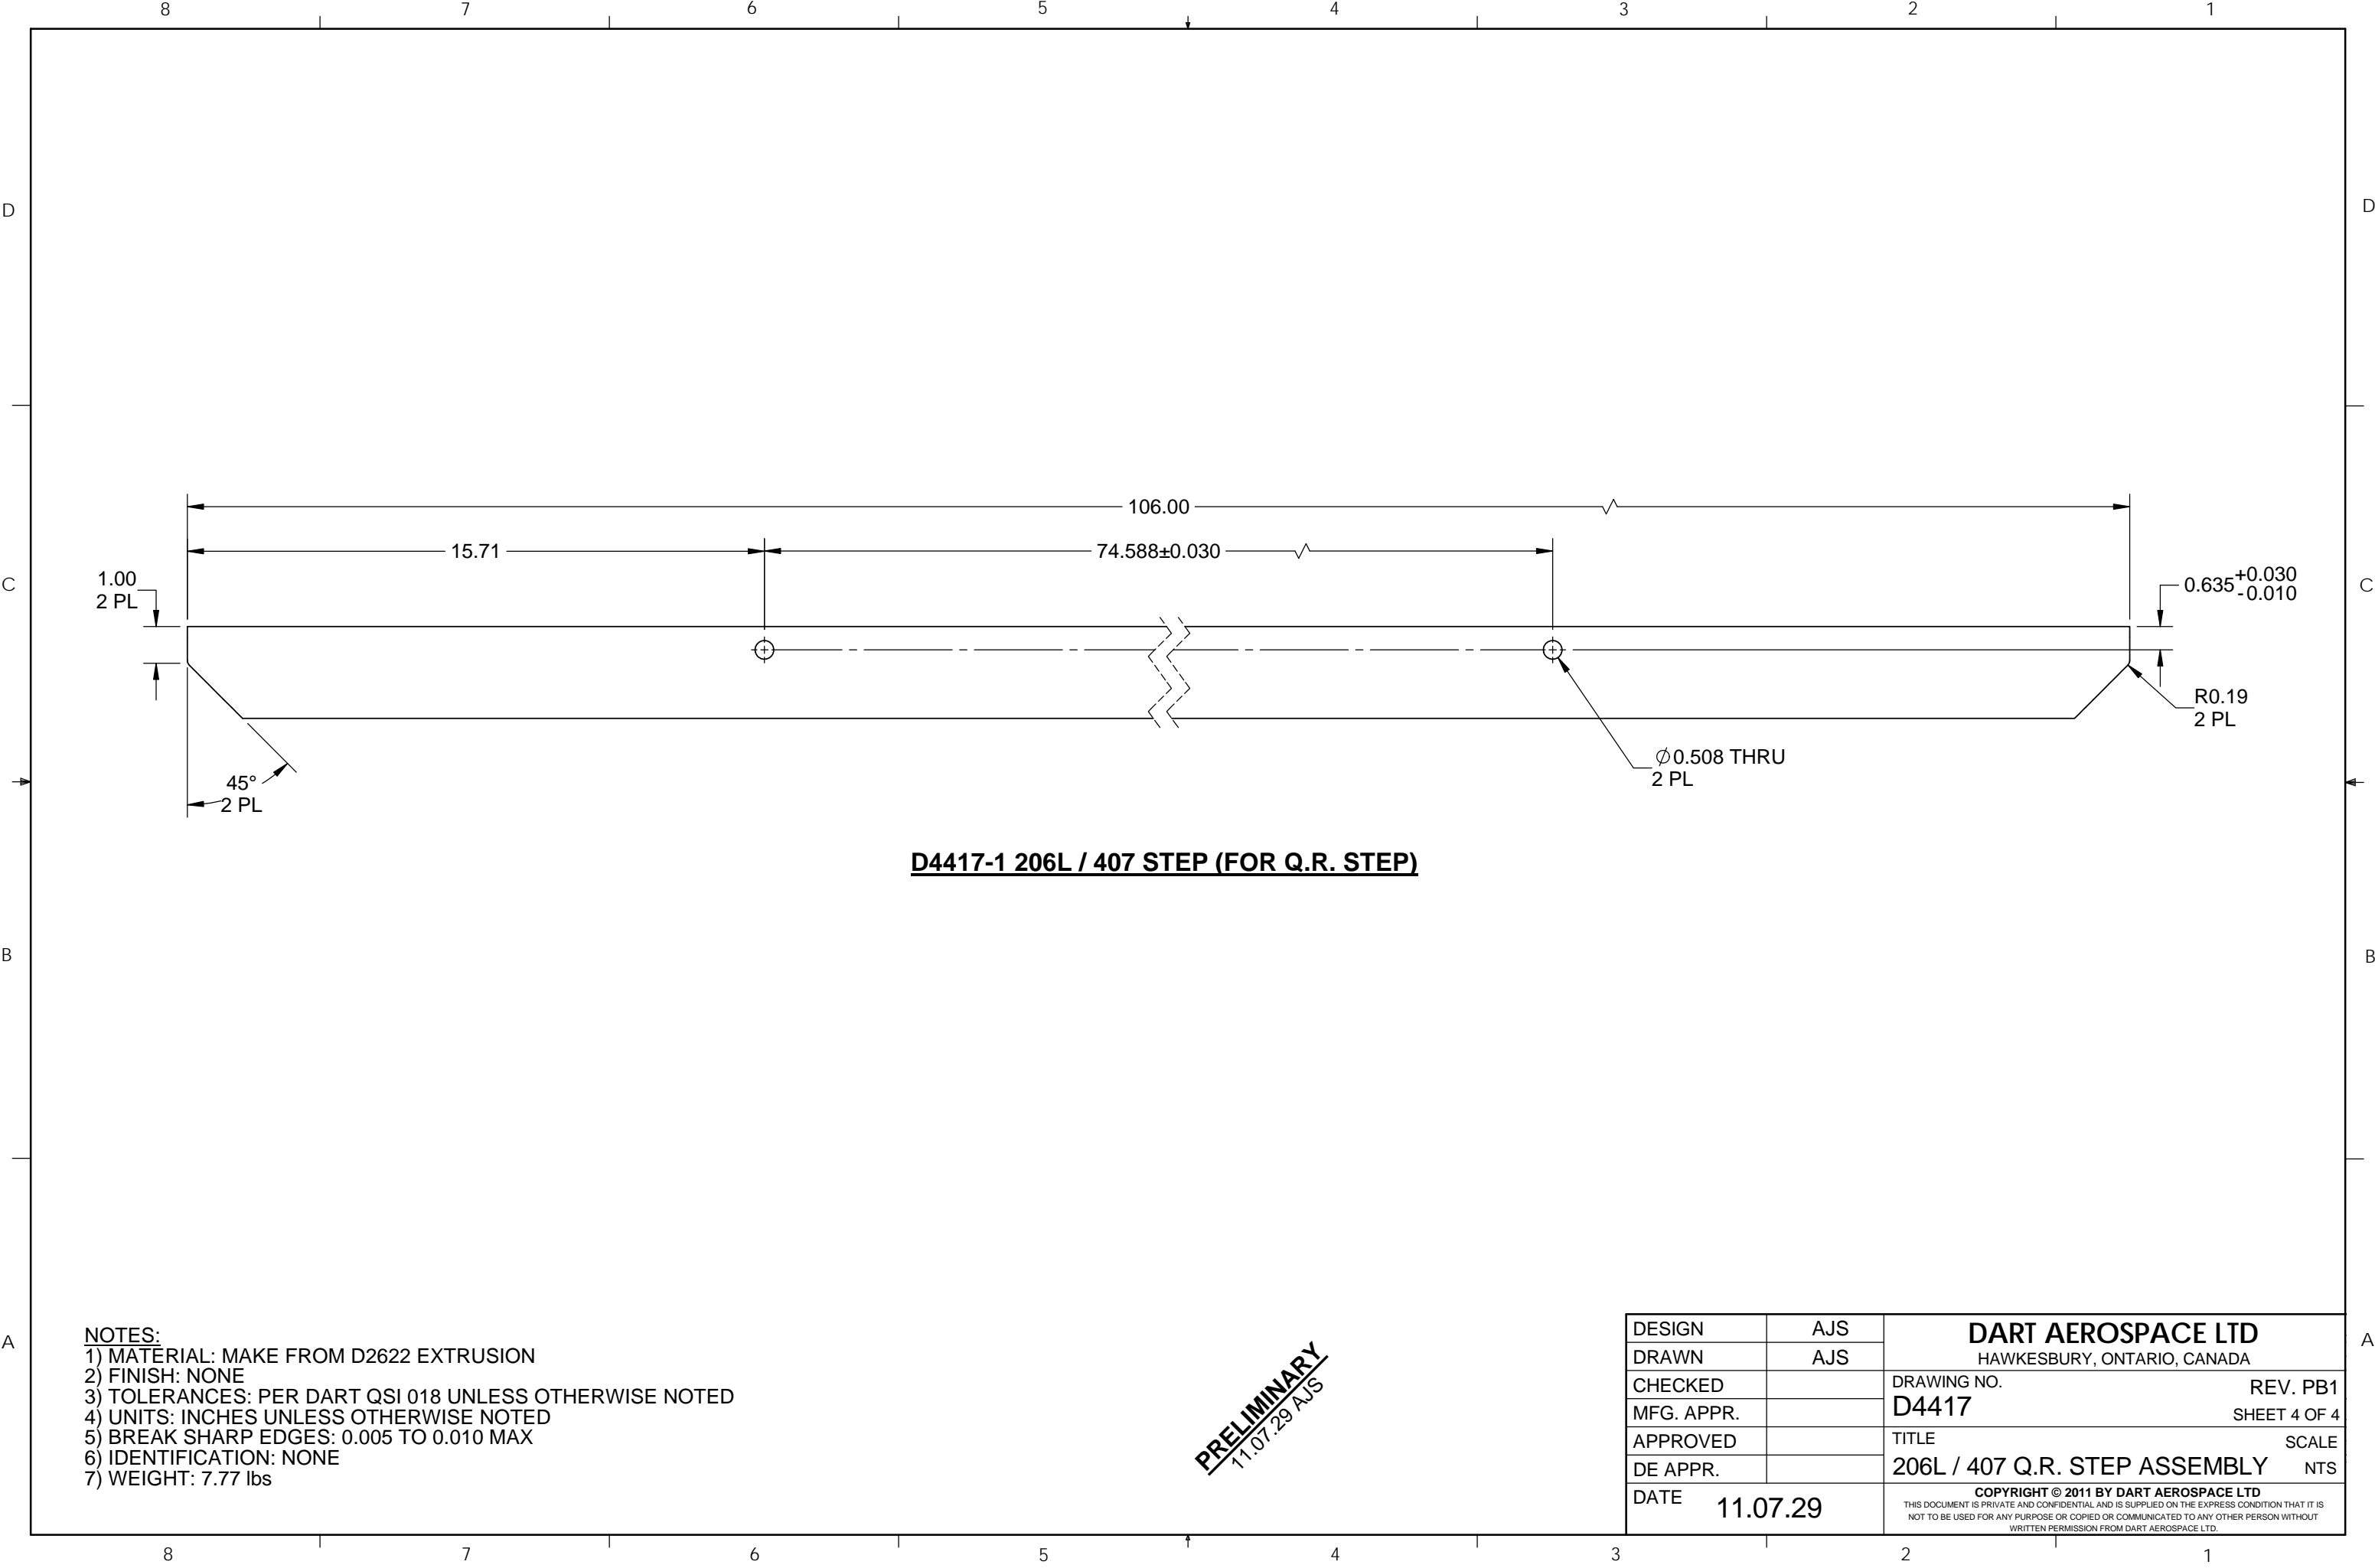 8 7 6 5 4 3 2 1
D D
106.00
15.71 74.588±0.030
1.00
2 PL
0.635 +0.030
-0.010
C C
R0.19
2 PL
Ø0.508 THRU
2 PL
45°
2 PL
D4417-1 206L / 407 STEP (FOR Q.R. STEP)
B B
A A
NOTES:
1) MATERIAL: MAKE FROM D2622 EXTRUSION
2) FINISH: NONE
3) TOLERANCES: PER DART QSI 018 UNLESS OTHERWISE NOTED
4) UNITS: INCHES UNLESS OTHERWISE NOTED
5) BREAK SHARP EDGES: 0.005 TO 0.010 MAX
6) IDENTIFICATION: NONE
7) WEIGHT: 7.77 lbs
PRELIMINARY
11.07.29 AJS
DESIGN AJS
DRAWN AJS
CHECKED
MFG. APPR.
APPROVED
DE APPR.
DATE 11.07.29
DART AEROSPACE LTD
HAWKESBURY, ONTARIO, CANADA
DRAWING NO. REV. PB1
D4417 SHEET 4 OF 4
TITLE SCALE
206L / 407 Q.R. STEP ASSEMBLY NTS
COPYRIGHT © 2011 BY DART AEROSPACE LTD
THIS DOCUMENT IS PRIVATE AND CONFIDENTIAL AND IS SUPPLIED ON THE EXPRESS CONDITION THAT IT IS
NOT TO BE USED FOR ANY PURPOSE OR COPIED OR COMMUNICATED TO ANY OTHER PERSON WITHOUT
WRITTEN PERMISSION FROM DART AEROSPACE LTD.
8 7 6 5 4 3 2 1